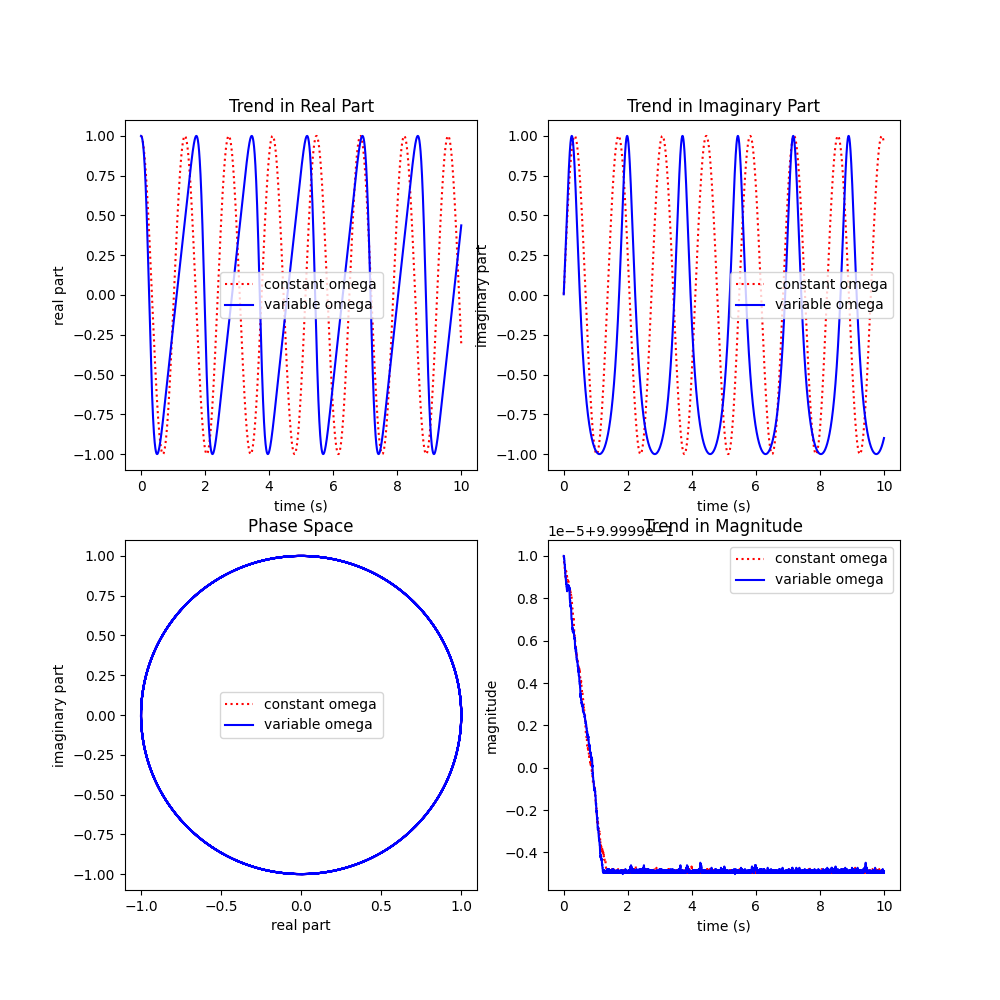 Trend in Real Part
1.00
0.75
0.50
0.25
0.00
−0.25
−0.50
−0.75
−1.00
real part
constant omega
variable omega
0 2 4 6 8 10
time (s)
Trend in Imaginary Part
1.00
0.75
0.50
0.25
0.00
−0.25
−0.50
−0.75
−1.00
imaginary part
constant omega
variable omega
0 2 4 6 8 10
time (s)
Phase Space
1.00
0.75
0.50
0.25
0.00
−0.25
−0.50
−0.75
−1.00
imaginary part
constant omega
variable omega
−1.0 −0.5 0.0 0.5 1.0
real part
1e−5+9.9999e−1
Trend in Magnitude
1.0
0.8
0.6
0.4
0.2
0.0
−0.2
−0.4
magnitude
constant omega
variable omega
0 2 4 6 8 10
time (s)